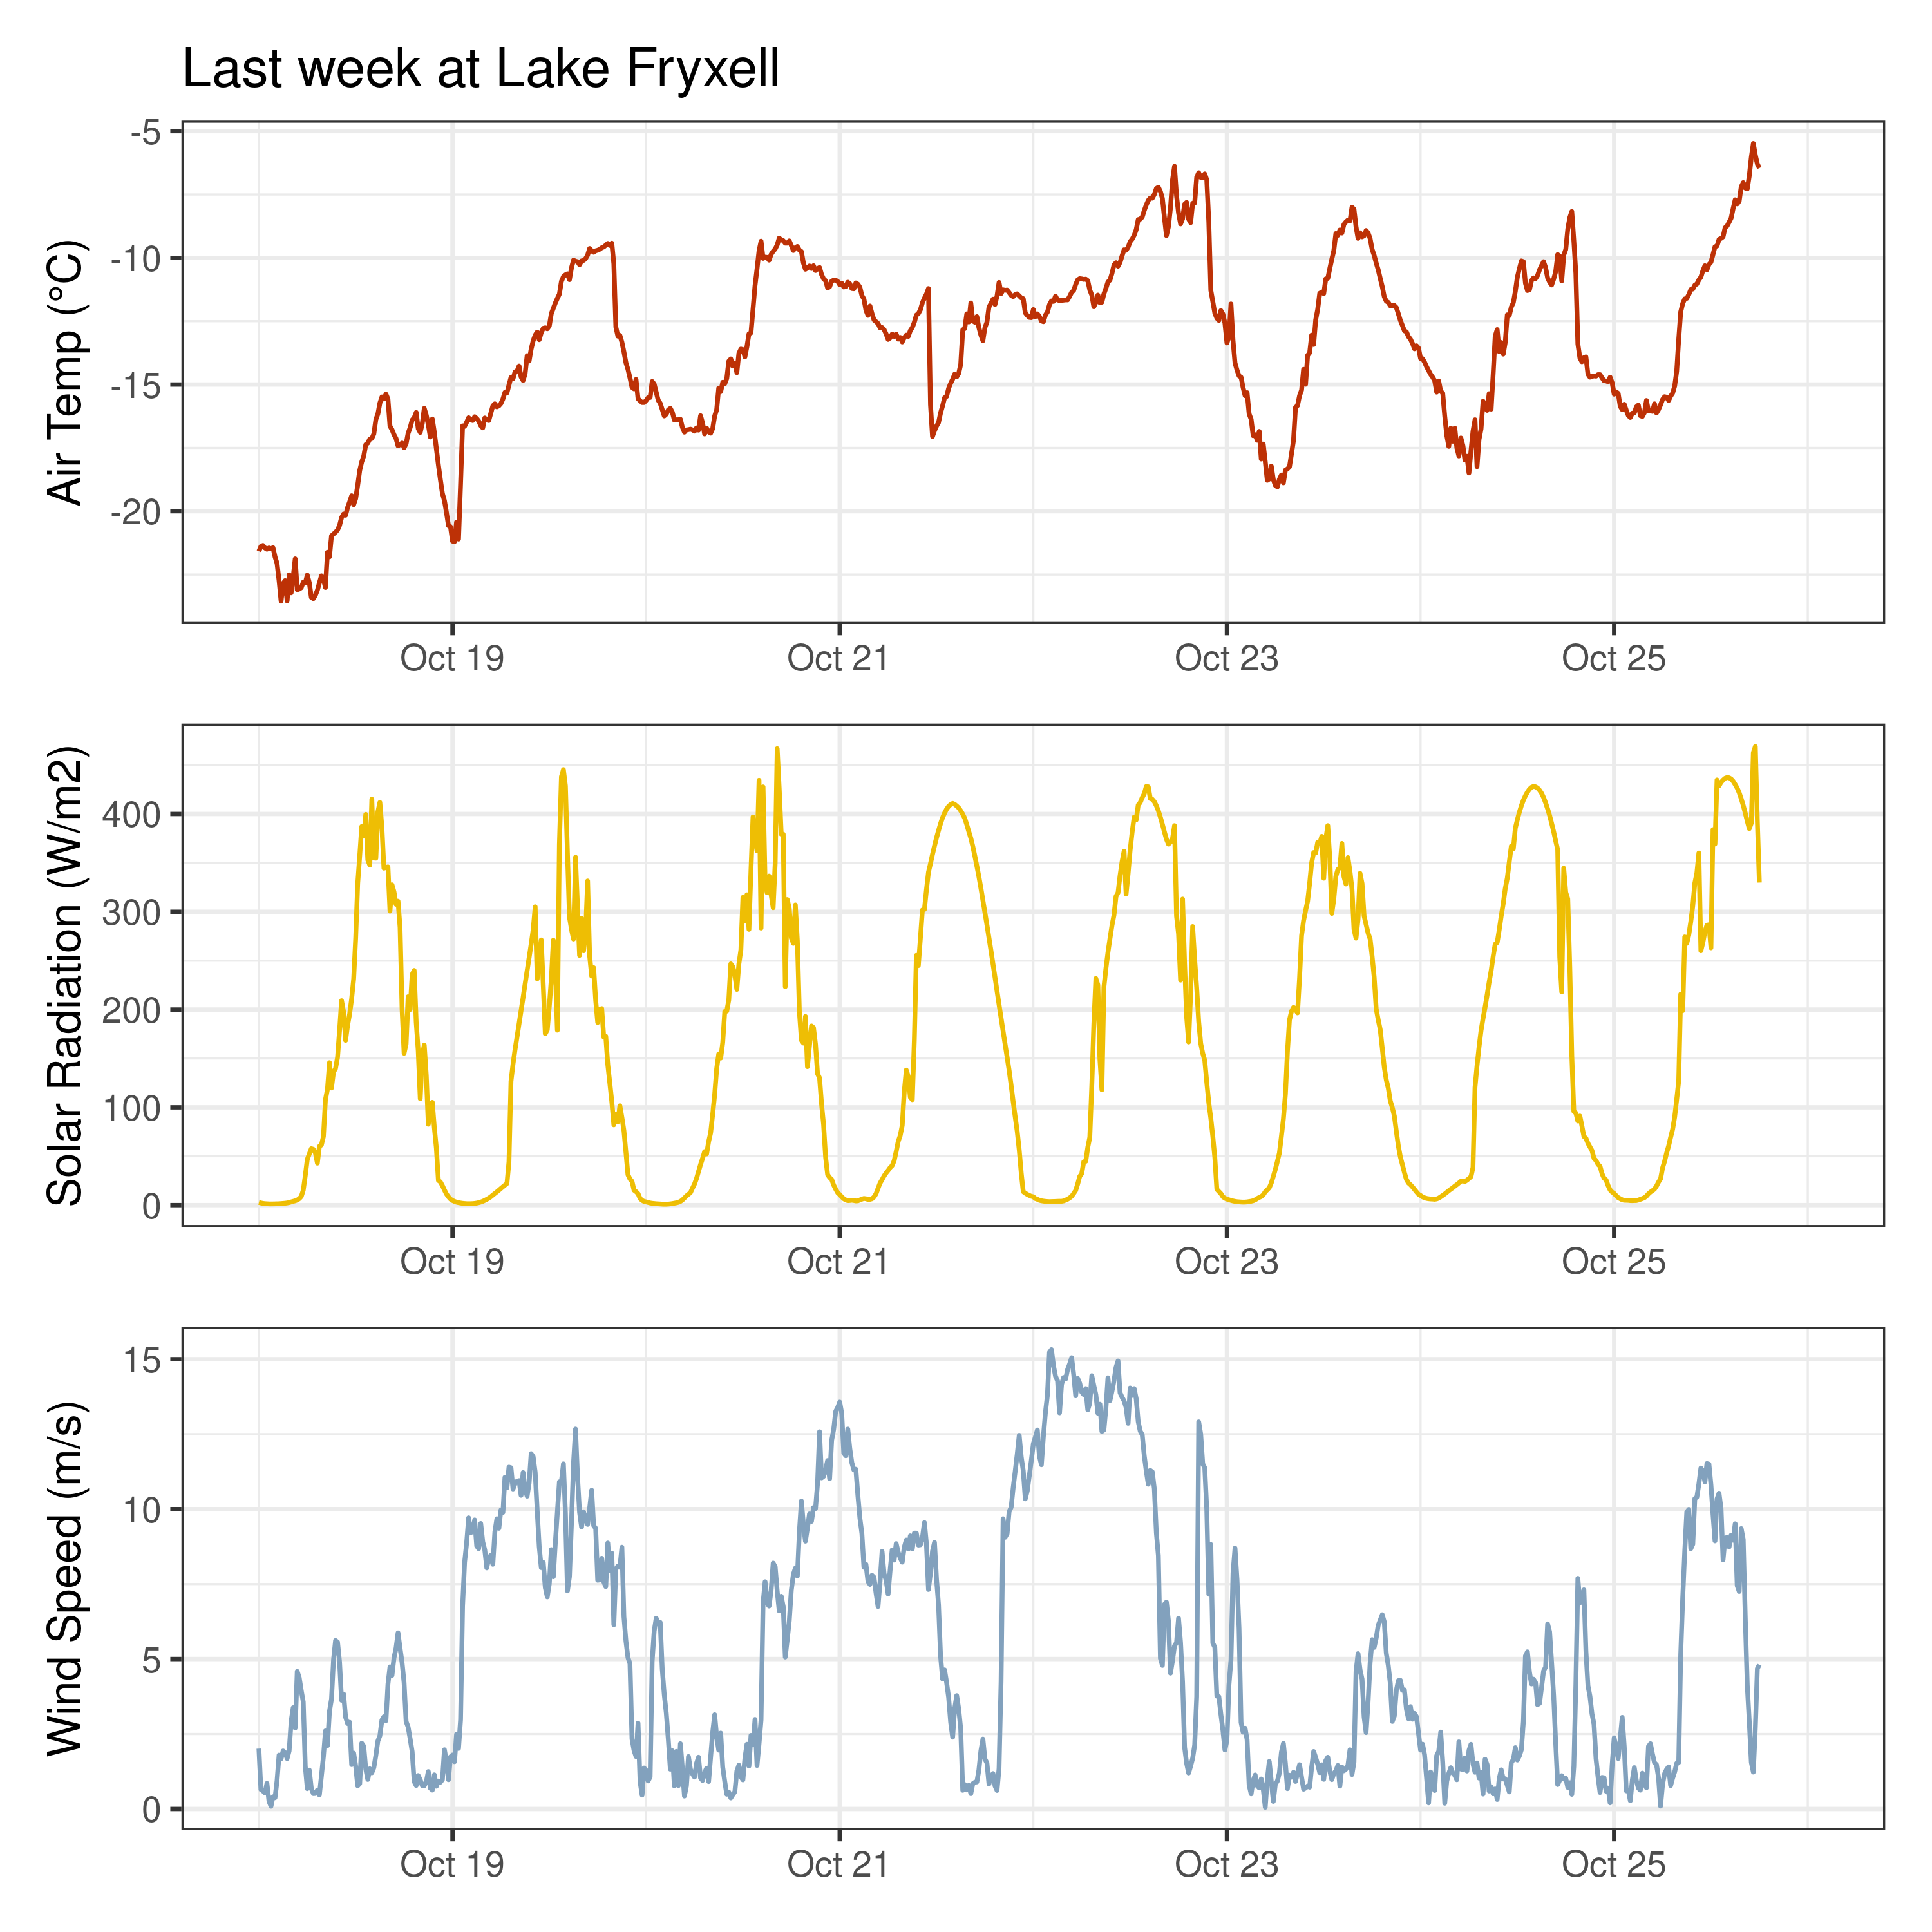 Last week at Lake Fryxell
Air Temp (°C)
-5
-10
-15
-20
Oct 19 Oct 21 Oct 23 Oct 25
Solar Radiation (W/m2)
400
300
200
100
0
Oct 19 Oct 21 Oct 23 Oct 25
Wind Speed (m/s)
15
10
5
0
Oct 19 Oct 21 Oct 23 Oct 25